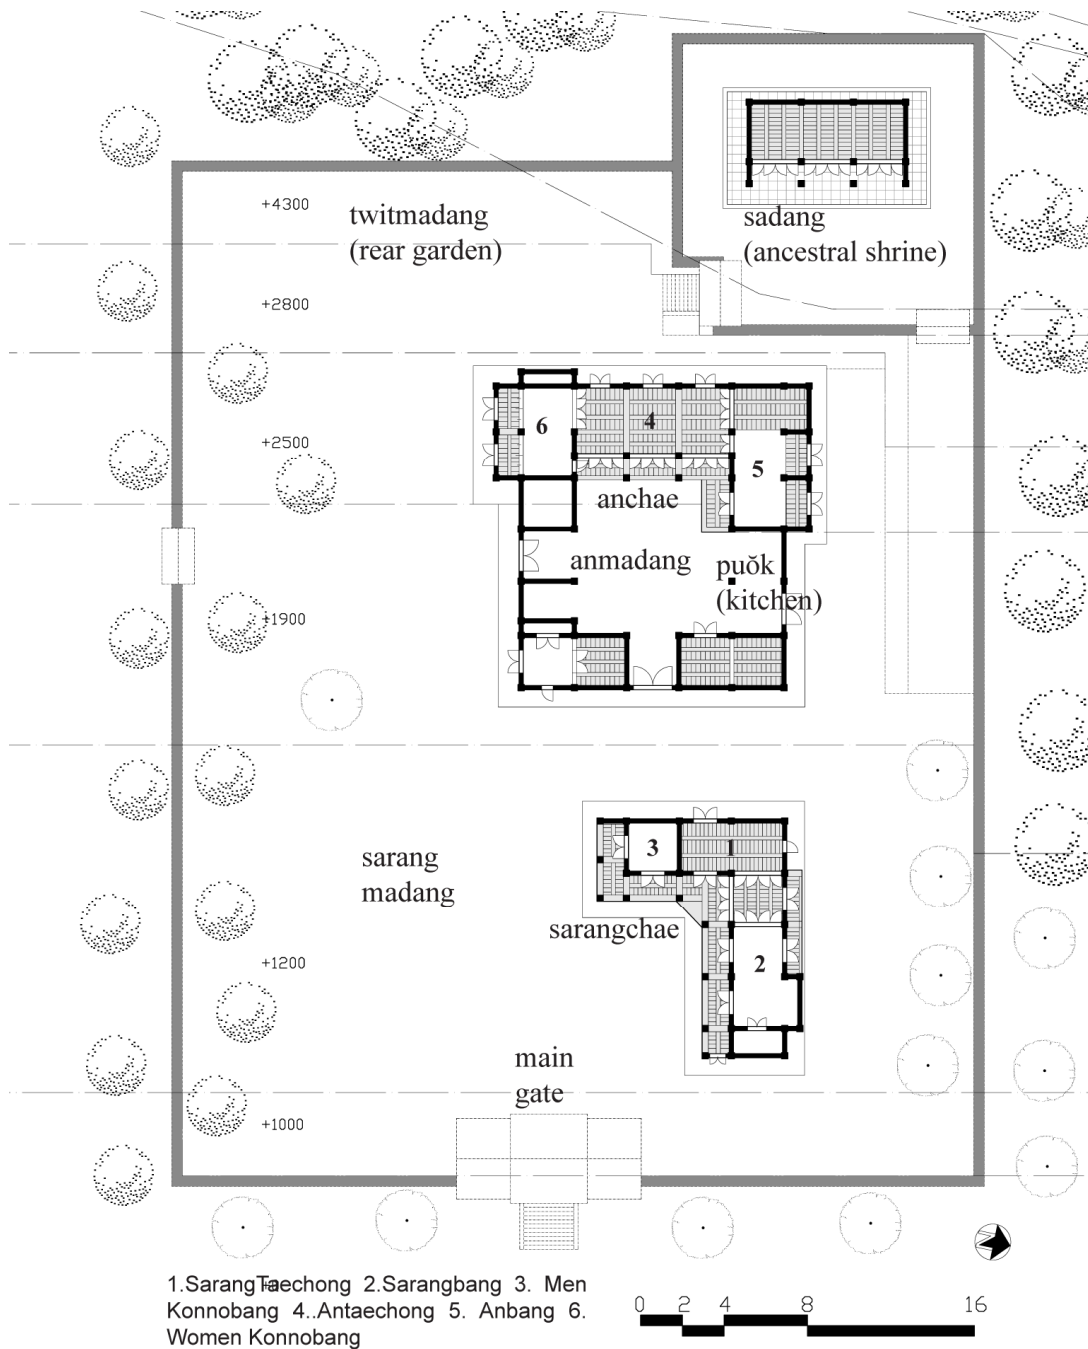 +4300
twitmadang
(rear garden)
sadang
(ancestral shrine)
+2800
+2500
6
4
5
anchae
anmadang
puŏk
(kitchen)
+1900
3
1
sarang
madang
sarangchae
2
+1200
main
gate
+1000
N
1.SarangTaechong 2.Sarangbang 3. Men
Konnobang 4..Antaechong 5. Anbang 6.
Women Konnobang
0 2 4 8 16